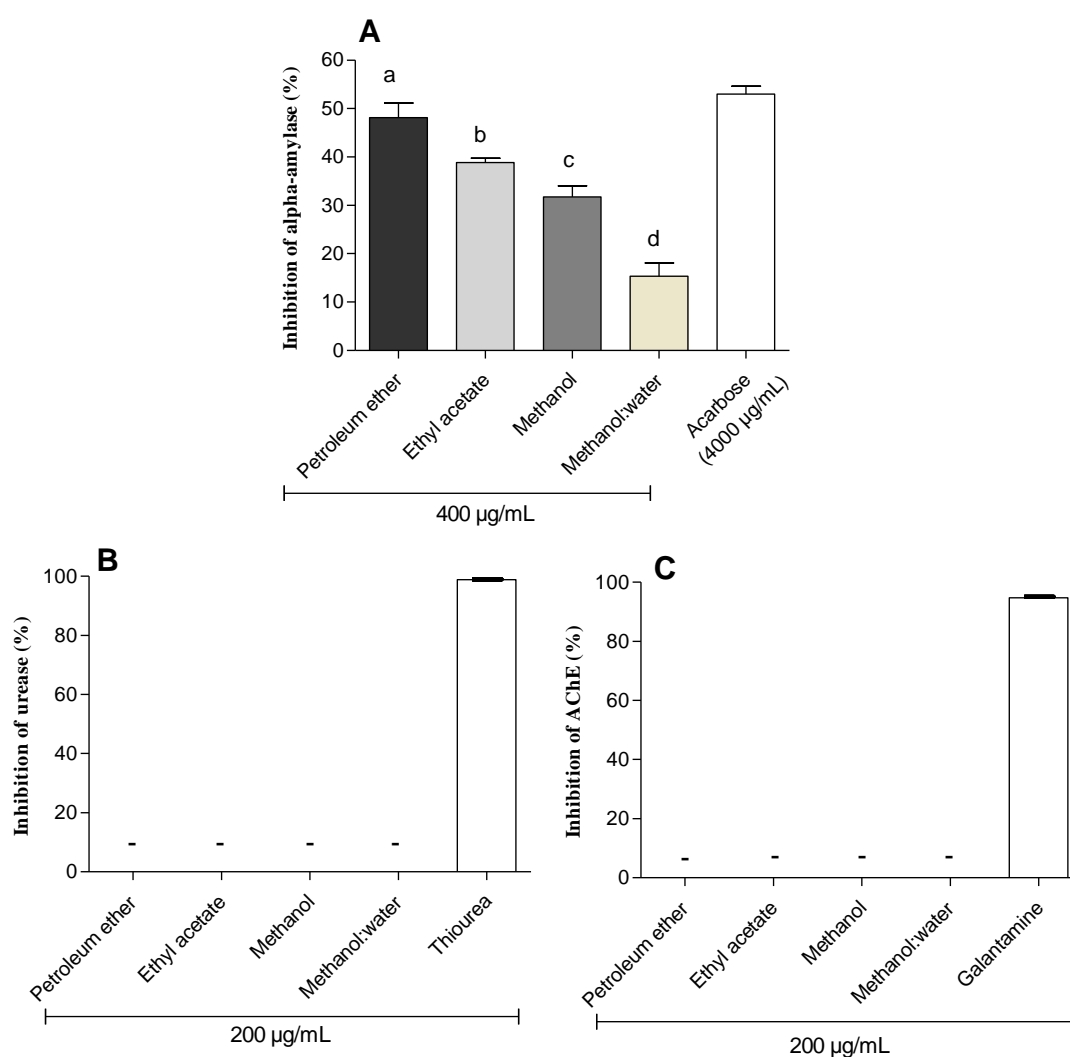 A
Inhibition of alpha-amylase (%)
60
50
40
30
20
10
0
a
b
c
d
Petroleum ether
Ethyl acetate
Methanol
Methanol:water
Acarbose
(4000 µg/mL)
400 µg/mL
B
Inhibition of urease (%)
100
80
60
40
20
0
-
-
-
-
Petroleum ether
Ethyl acetate
Methanol
Methanol:water
Thiourea
200 µg/mL
C
Inhibition of AChE (%)
100
80
60
40
20
0
-
-
-
-
Petroleum ether
Ethyl acetate
Methanol
Methanol:water
Galantamine
200 µg/mL